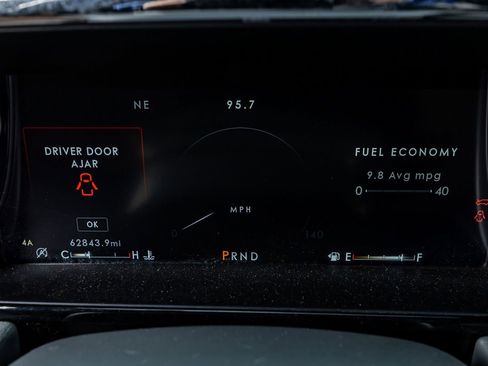 NE
95.7
DRIVER DOOR
AJAR
OK
FUEL ECONOMY
9.8 Avg mpg
0 40
MPH
0 140
4A
62843.9mi
C H
PRND
E F